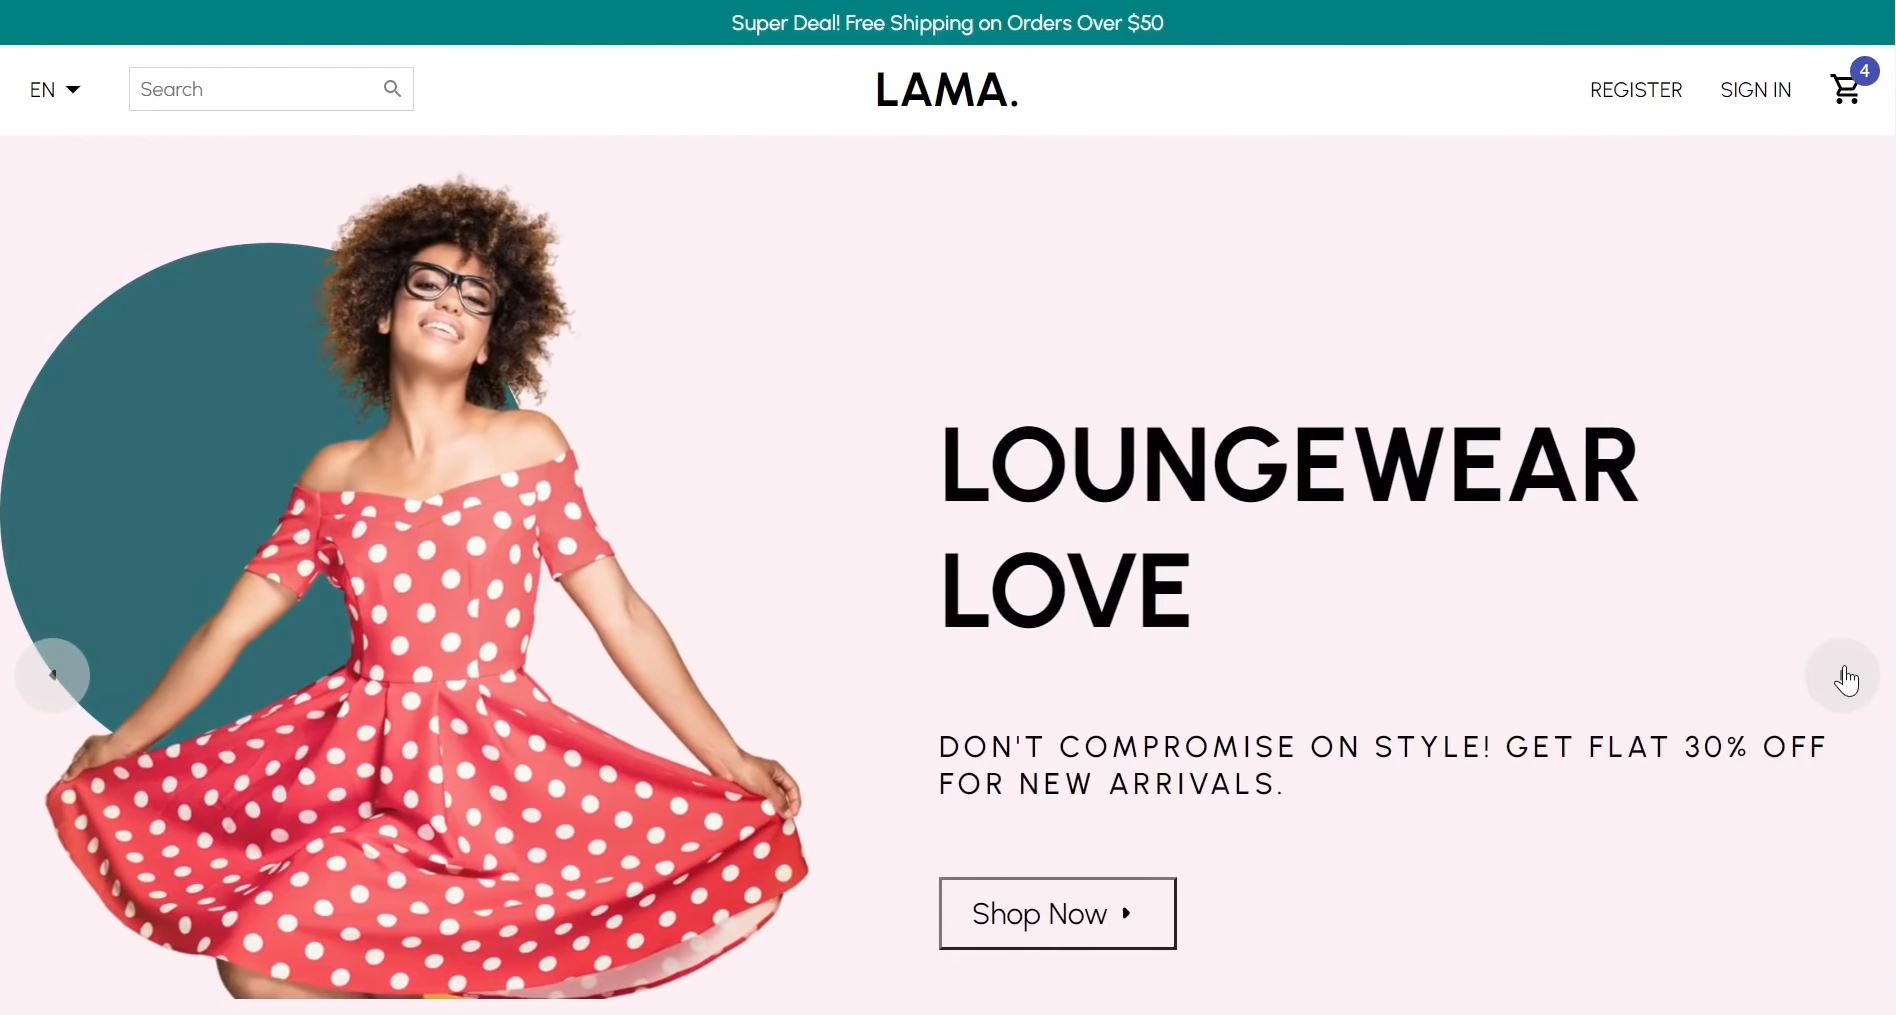 Super Deal! Free Shipping on Orders Over $50
EN
Search
LAMA.
REGISTER
SIGN IN
4
LOUNGEWEAR
LOVE
DON'T COMPROMISE ON STYLE! GET FLAT 30% OFF
FOR NEW ARRIVALS.
Shop Now